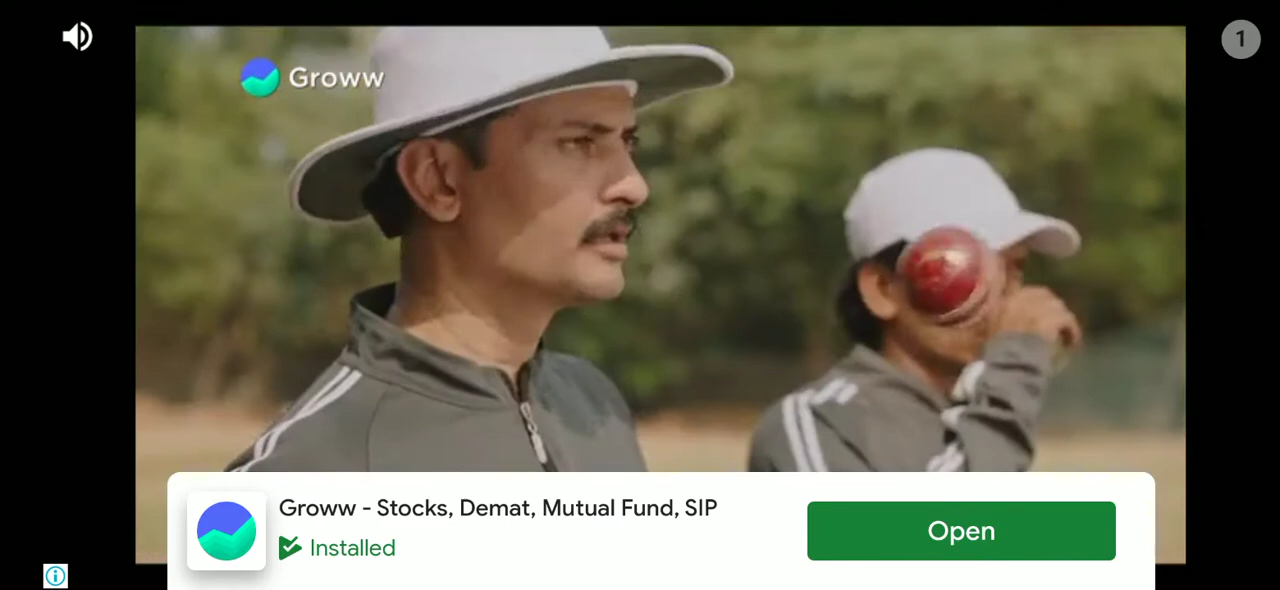 1
Groww
Groww - Stocks, Demat, Mutual Fund, SIP
Installed
Open